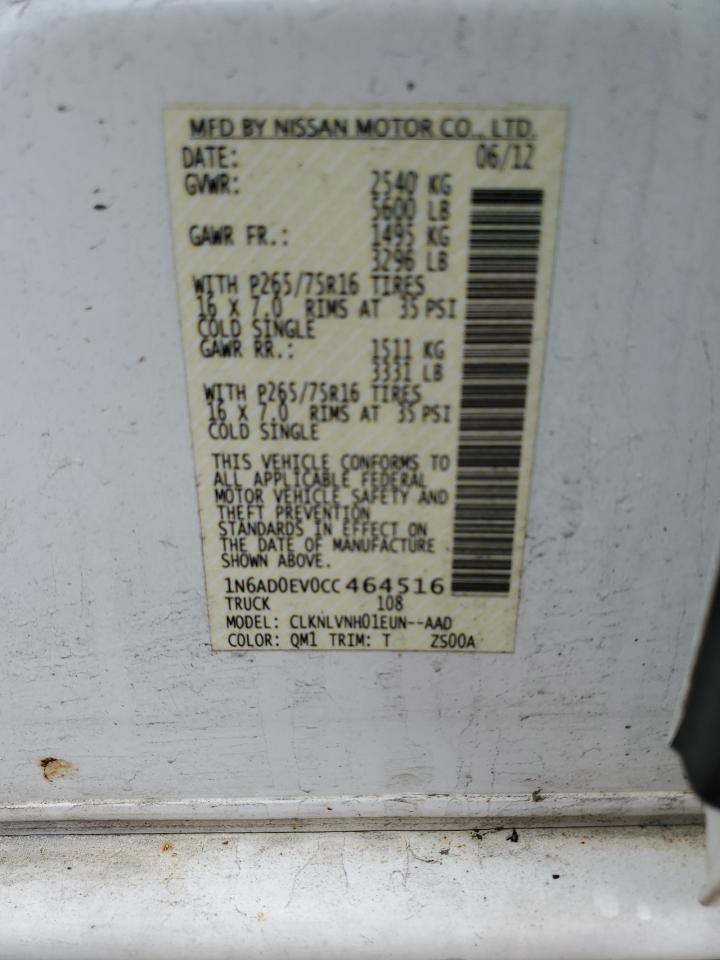 MFD BY NISSAN MOTOR CO., LTD.
DATE: 06/12
GVWR: 2540 KG
5600 LB
GAWR FR.: 1495 KG
3296 LB
WITH P265/75R16 TIRES
16 X 7.0 RIMS AT 35 PSI
COLD SINGLE
GAWR RR.: 1511 KG
3331 LB
WITH P265/75R16 TIRES
16 X 7.0 RIMS AT 35 PSI
COLD SINGLE
THIS VEHICLE CONFORMS TO
ALL APPLICABLE FEDERAL
MOTOR VEHICLE SAFETY AND
THEFT PREVENTION
STANDARDS IN EFFECT ON
THE DATE OF MANUFACTURE
SHOWN ABOVE.
1N6AD0EV0CC464516
TRUCK 108
MODEL: CLKNLVNH01EUN--AAD
COLOR: QM1 TRIM: T ZS00A